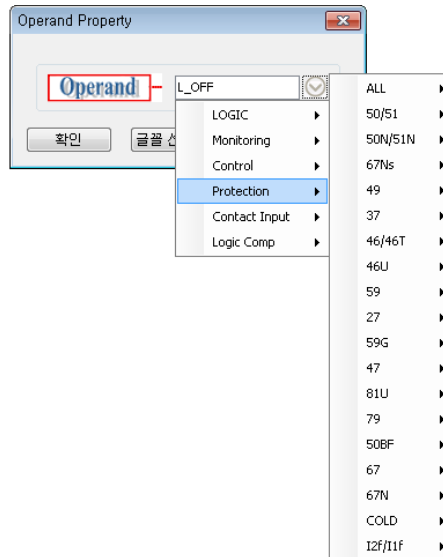 Operand Property
Operand
L_OFF
확인
글꼴 선
LOGIC
Monitoring
Control
Protection
Contact Input
Logic Comp
ALL
50/51
50N/51N
67Ns
49
37
46/46T
46U
59
27
59G
47
81U
79
50BF
67
67N
COLD
I2f/I1f